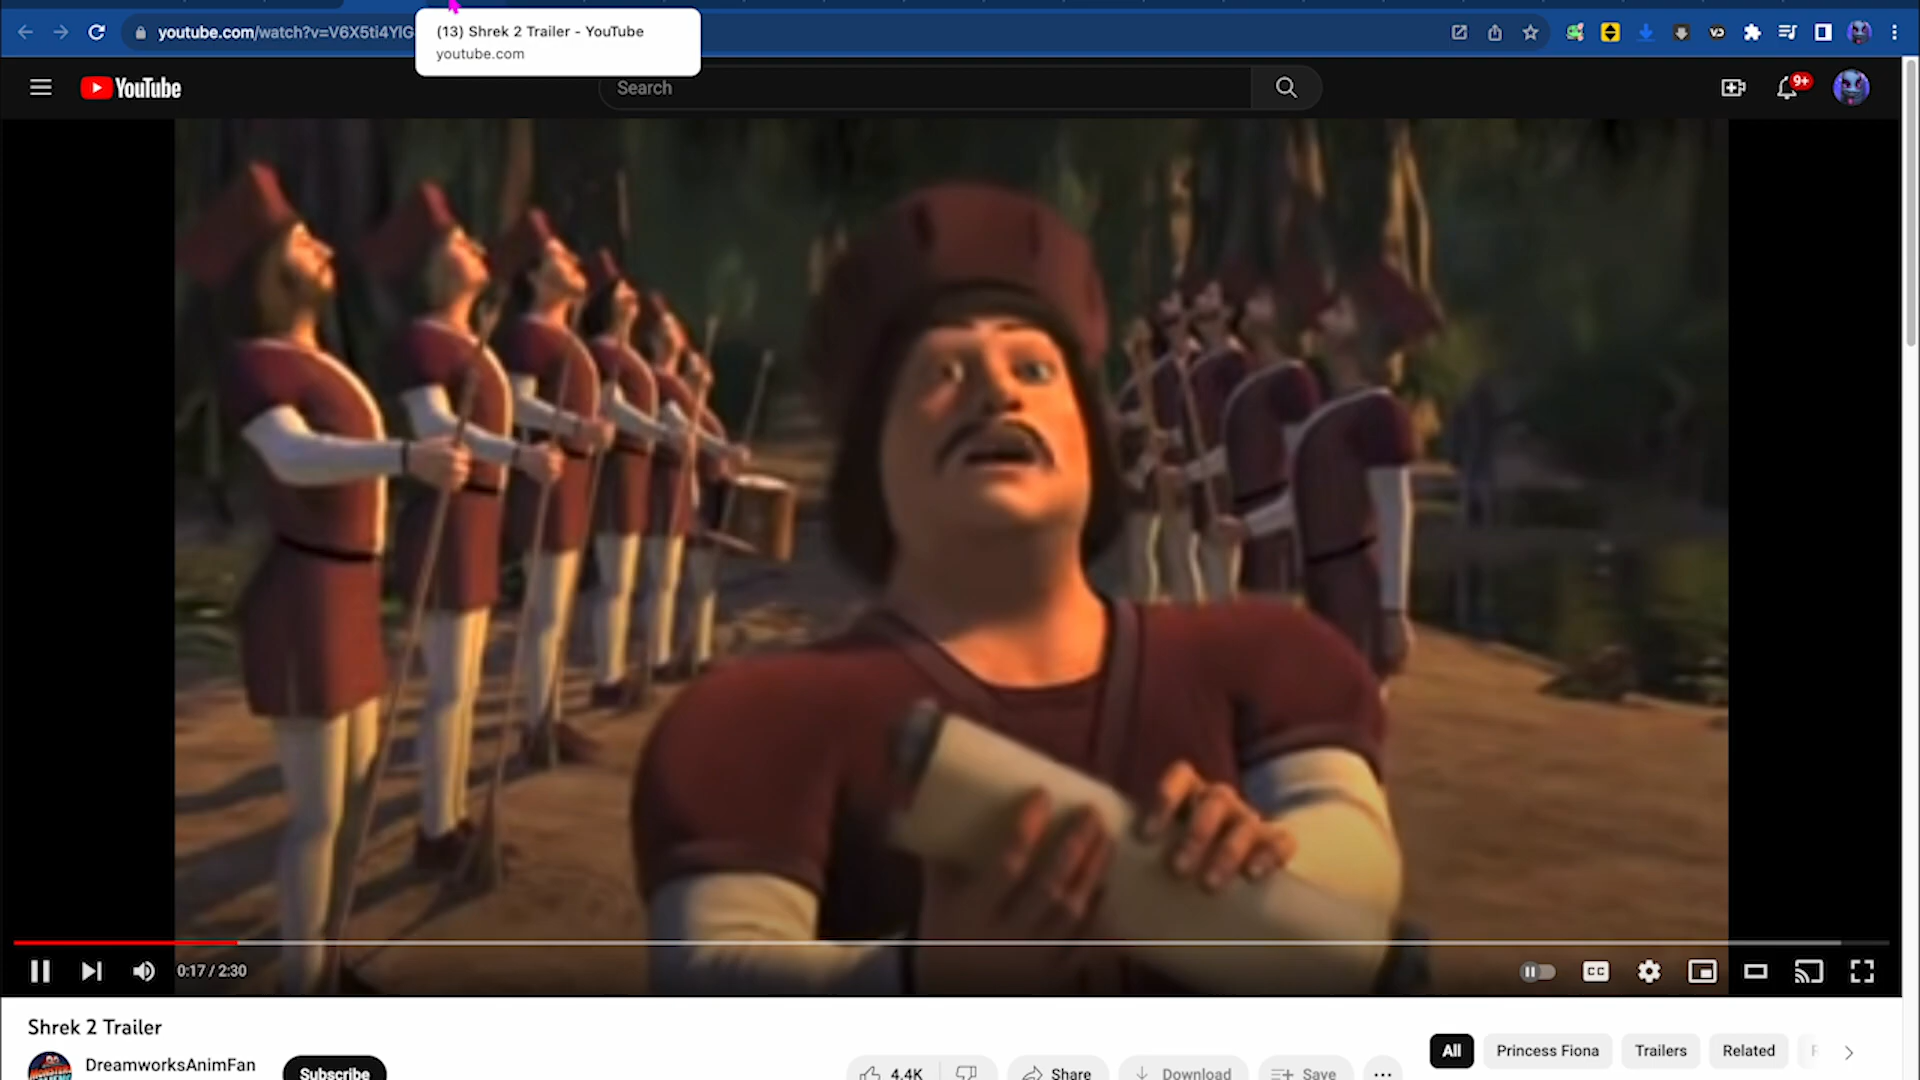 (13) Shrek 2 Trailer - YouTube
youtube.com
youtube.com/watch?v=V6X5ti4YlG
YouTube
Search
9+
0:17 / 2:30
CC
Shrek 2 Trailer
DreamworksAnimFan
Subscribe
4.4K
Share
Download
Save
All
Princess Fiona
Trailers
Related